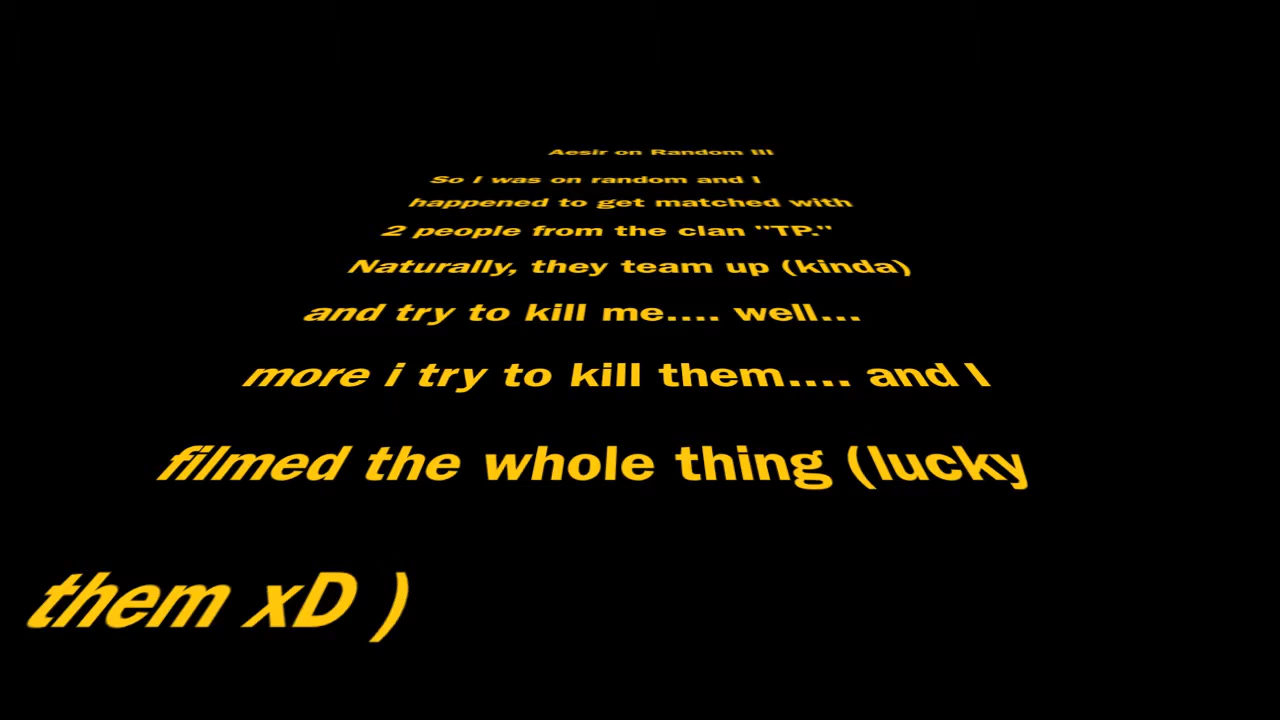 Aesir on Random III
So I was on random and I
happened to get matched with
2 people from the clan "TP."
Naturally, they team up (kinda)
and try to kill me.... well...
more i try to kill them.... and I
filmed the whole thing (lucky
them xD )